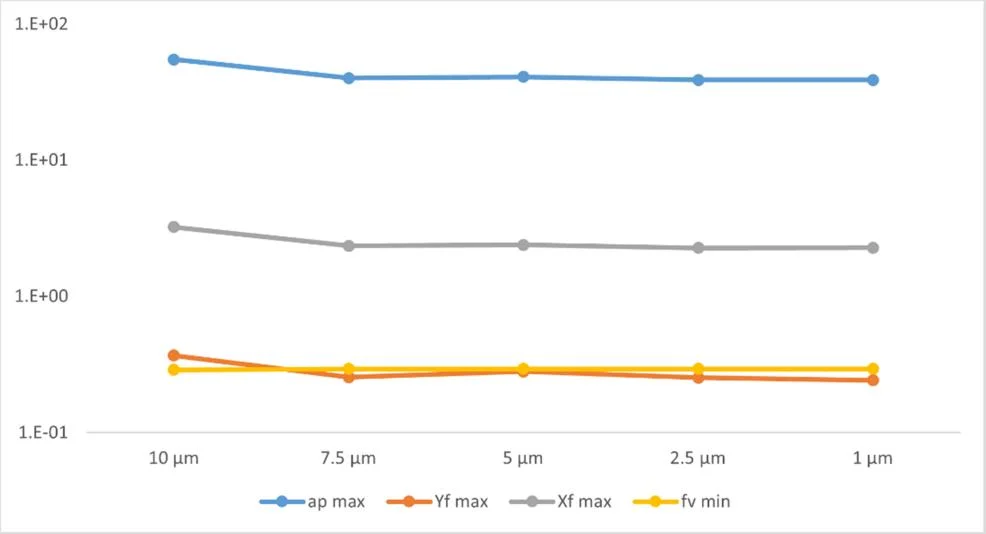 1.E+02
1.E+01
1.E+00
1.E-01
10 μm 7.5 μm 5 μm 2.5 μm 1 μm
ap max Yf max Xf max fv min